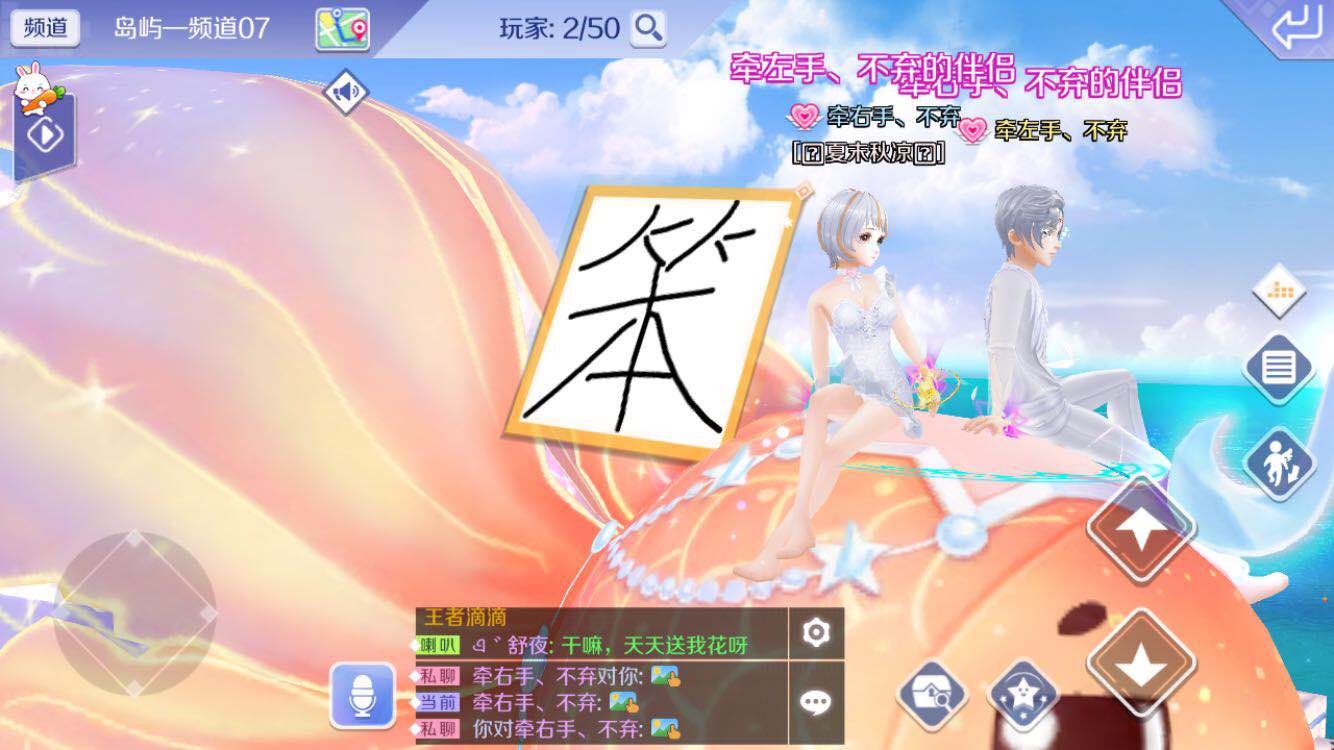 频道 岛屿—频道07 玩家: 2/50
牵左手、不弃的伴侣
牵右手、不弃的伴侣
牵右手、不弃
牵左手、不弃
夏末秋凉
笨
王者滴滴
喇叭 舒夜: 干嘛，天天送我花呀
私聊 牵右手、不弃对你:
当前 牵右手、不弃:
私聊 你对牵右手、不弃: